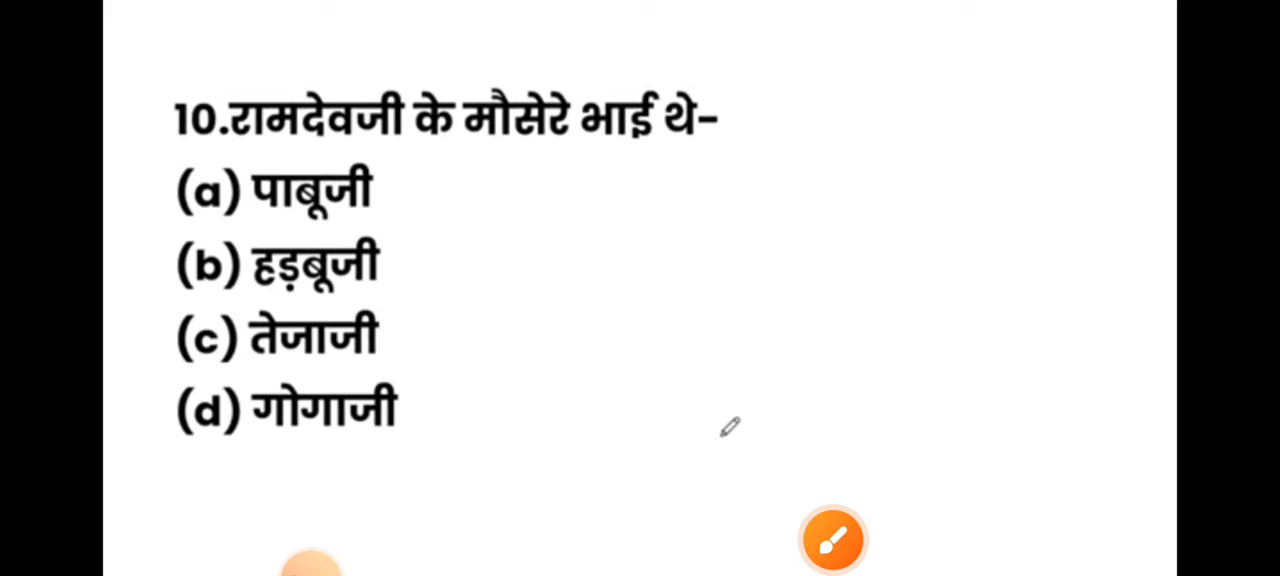 10.रामदेवजी के मौसेरे भाई थे-
(a) पाबूजी
(b) हड़बूजी
(c) तेजाजी
(d) गोगाजी